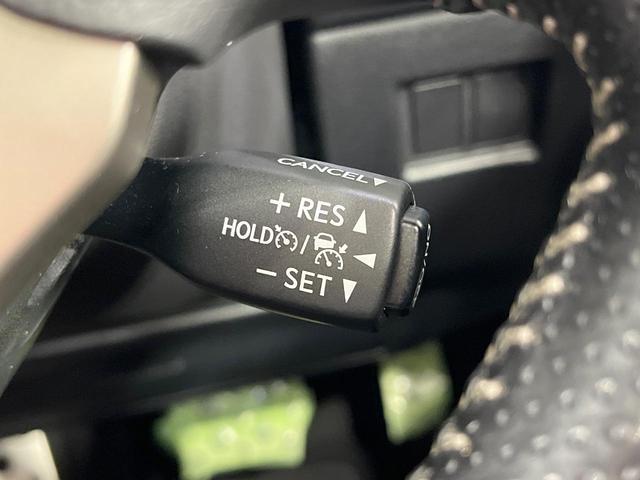 CANCEL▼
+ RES ▲
HOLD / ◀
− SET ▼